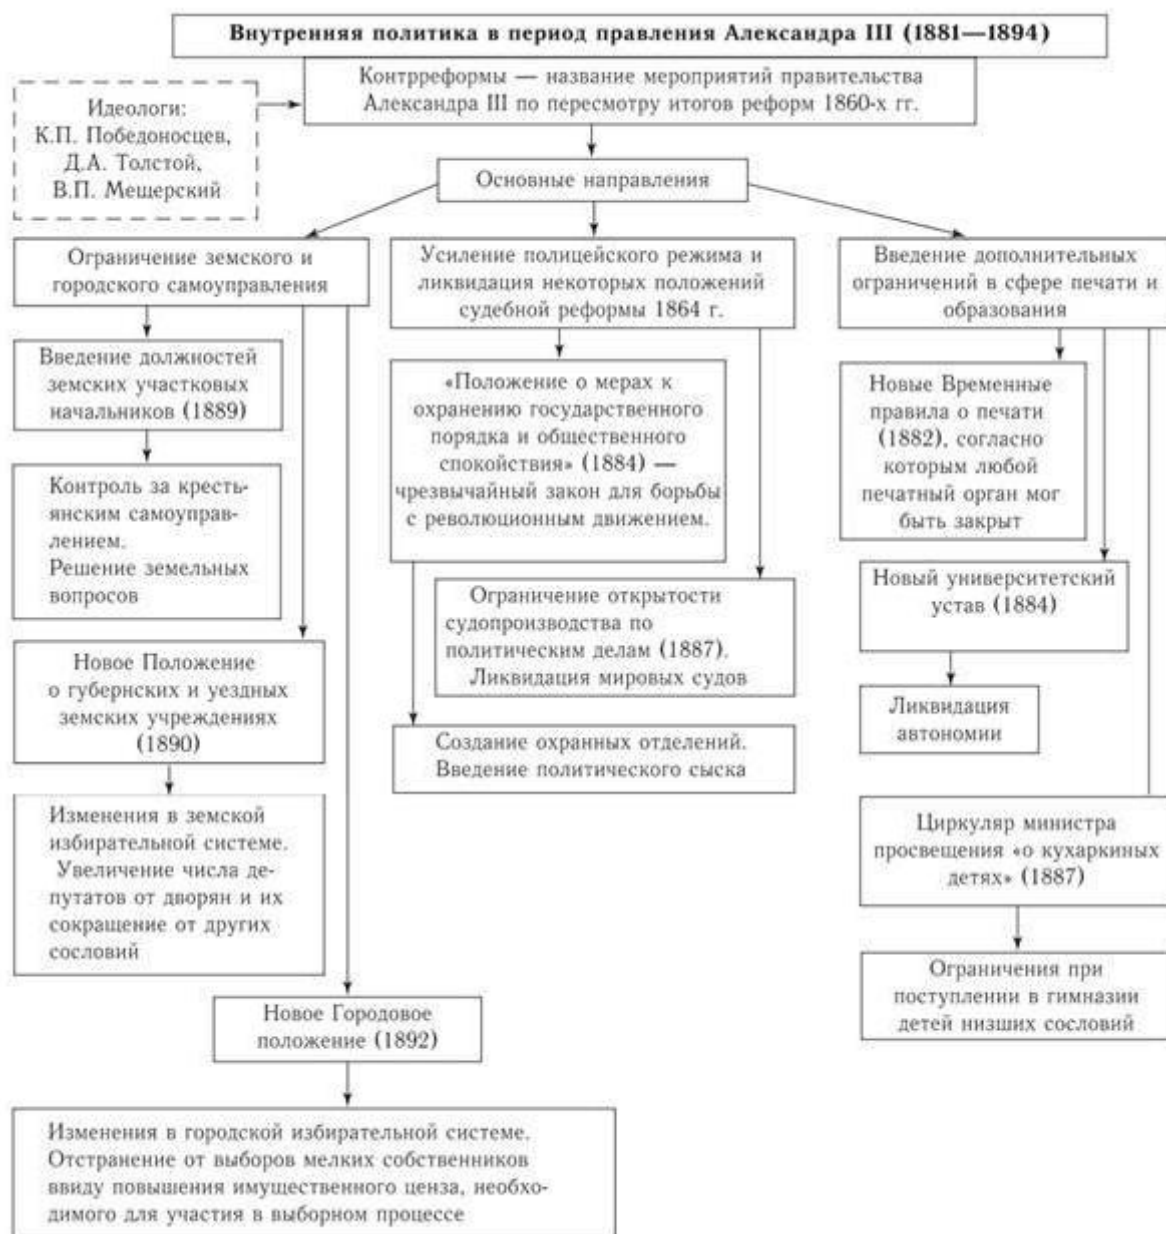 Внутренняя политика в период правления Александра III (1881—1894)
Контрреформы — название мероприятий правительства
Александра III по пересмотру итогов реформ 1860-х гг.
Идеологи:
К.П. Победоносцев,
Д.А. Толстой,
В.П. Мещерский
Основные направления
Ограничение земского и
городского самоуправления
Введение должностей
земских участковых
начальников (1889)
Контроль за кресть-
янским самоуправ-
лением.
Решение земельных
вопросов
Новое Положение
о губернских и уездных
земских учреждениях
(1890)
Изменения в земской
избирательной системе.
Увеличение числа де-
путатов от дворян и их
сокращение от других
сословий
Новое Городовое
положение (1892)
Изменения в городской избирательной системе.
Отстранение от выборов мелких собственников
ввиду повышения имущественного ценза, необхо-
димого для участия в выборном процессе
Усиление полицейского режима и
ликвидация некоторых положений
судебной реформы 1864 г.
«Положение о мерах к
охранению государственного
порядка и общественного
спокойствия» (1884) —
чрезвычайный закон для борьбы
с революционным движением.
Ограничение открытости
судопроизводства по
политическим делам (1887).
Ликвидация мировых судов
Создание охранных отделений.
Введение политического сыска
Введение дополнительных
ограничений в сфере печати и
образования
Новые Временные
правила о печати
(1882), согласно
которым любой
печатный орган мог
быть закрыт
Новый университетский
устав (1884)
Ликвидация
автономии
Циркуляр министра
просвещения «о кухаркиных
детях» (1887)
Ограничения при
поступлении в гимназии
детей низших сословий